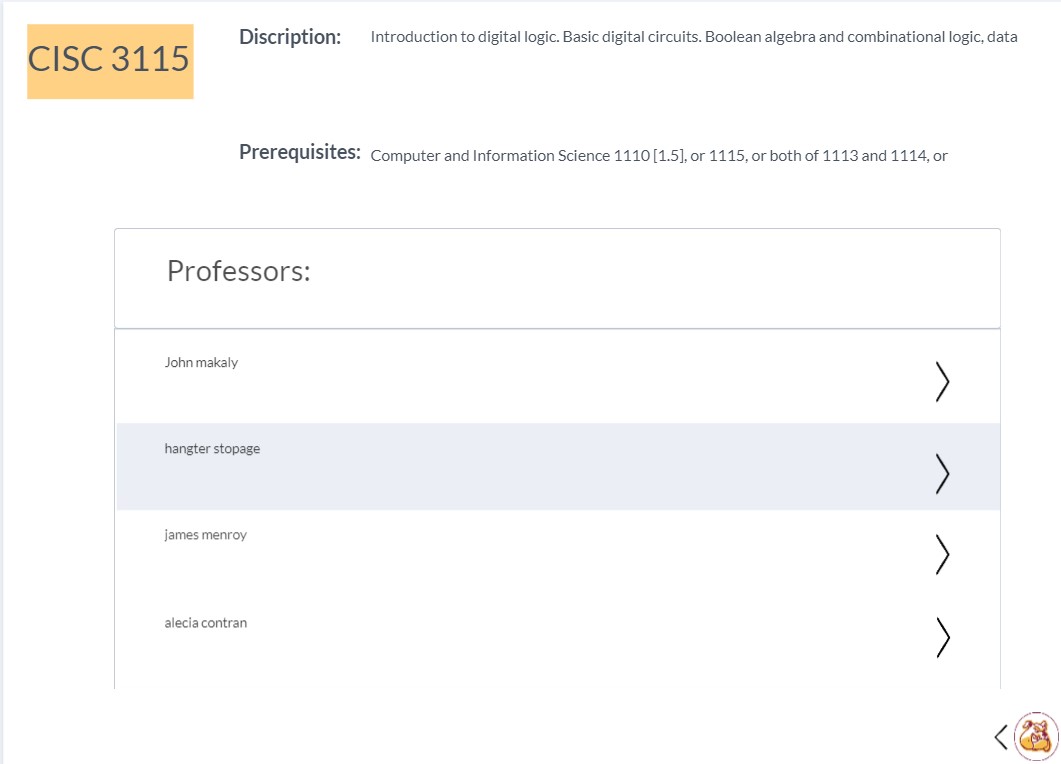 CISC 3115
Discription: Introduction to digital logic. Basic digital circuits. Boolean algebra and combinational logic, data
Prerequisites: Computer and Information Science 1110 [1.5], or 1115, or both of 1113 and 1114, or
Professors:
John makaly
hangter stopage
james menroy
alecia contran